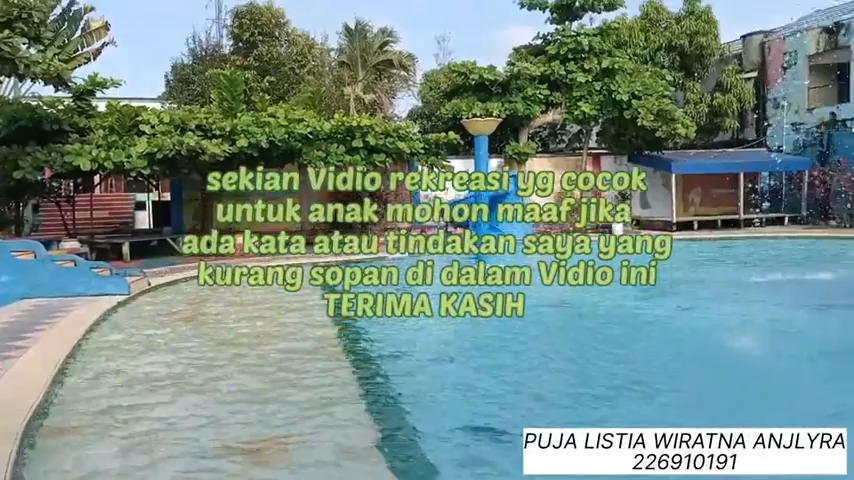 sekian VIdIO rekreasi yg cocok
untuk anak mohon maaf jika
ada kata atau tindakan saya yang
kurang sopan di dalam VIdIO ini
TERIMA KASIH
PUJA LISTIA WIRATNA ANJLYRA
226910191